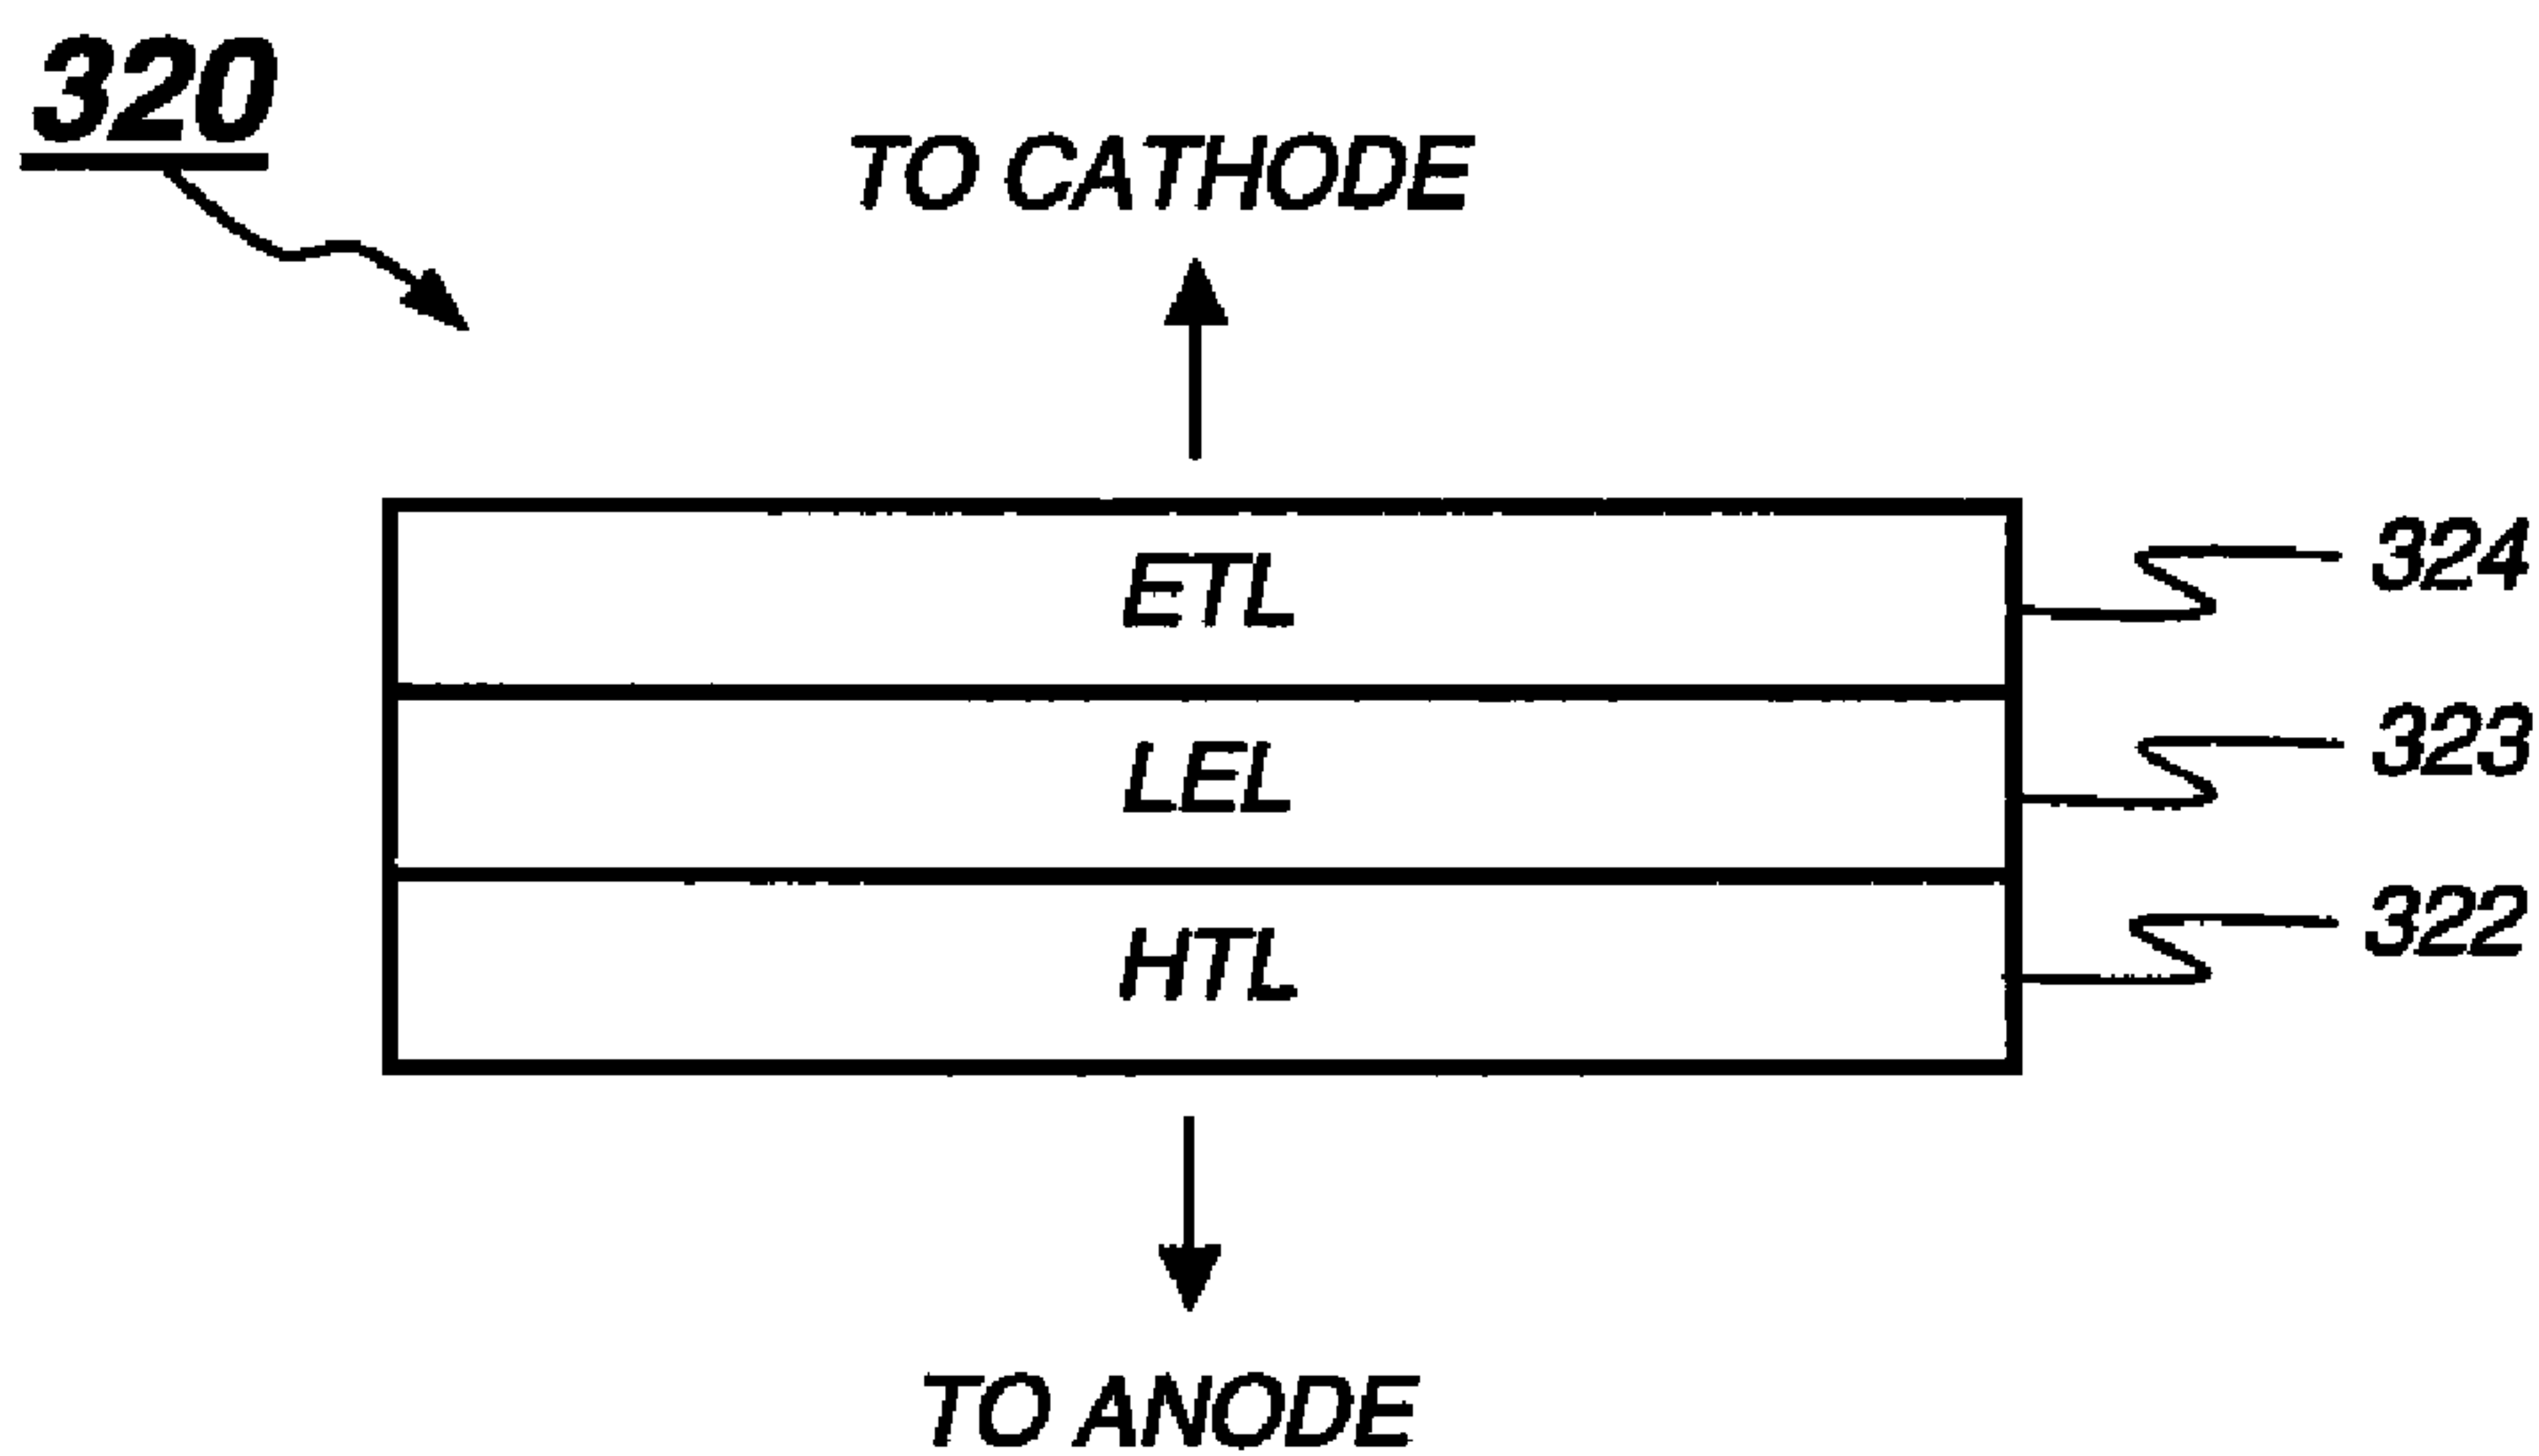 320
TO CATHODE
ETL
324
LEL
323
HTL
322
TO ANODE